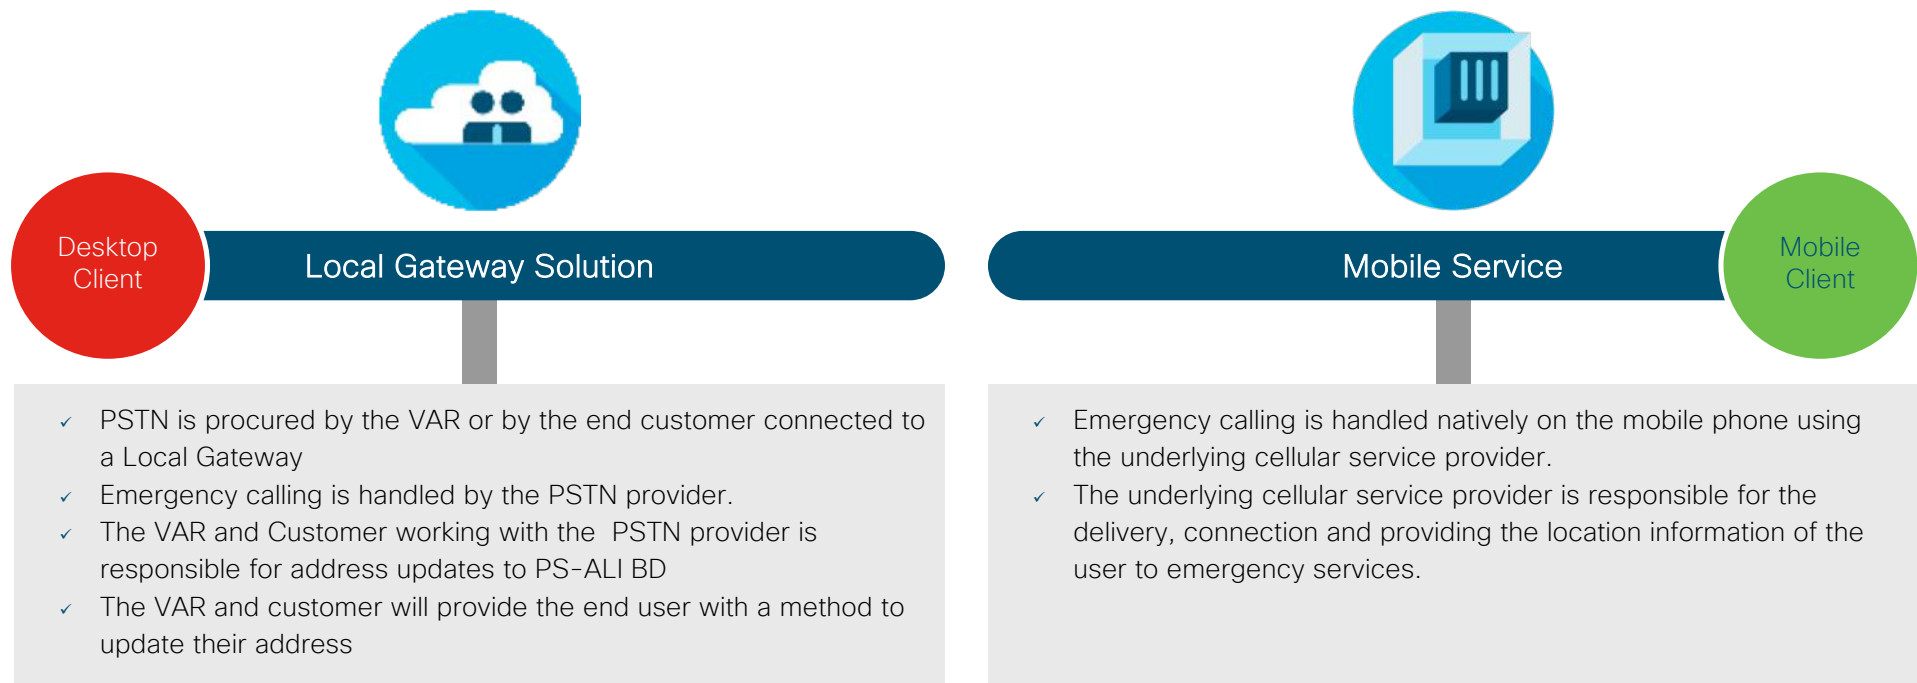 Desktop
Client
Local Gateway Solution
✓ PSTN is procured by the VAR or by the end customer connected to
a Local Gateway
✓ Emergency calling is handled by the PSTN provider.
✓ The VAR and Customer working with the  PSTN provider is
responsible for address updates to PS-ALI BD
✓ The VAR and customer will provide the end user with a method to
update their address
Mobile Service
Mobile
Client
✓ Emergency calling is handled natively on the mobile phone using
the underlying cellular service provider.
✓ The underlying cellular service provider is responsible for the
delivery, connection and providing the location information of the
user to emergency services.